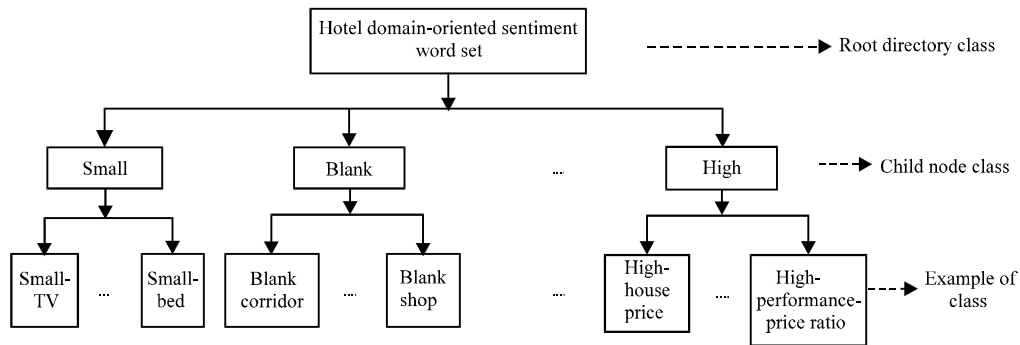 Hotel domain-oriented sentiment
word set
Root directory class
Small
Blank
....
High
Child node class
Small-
TV
...
Small-
bed
Blank
corridor
....
Blank
shop
....
High-
house
price
...
High-
performance-
price ratio
Example of
class